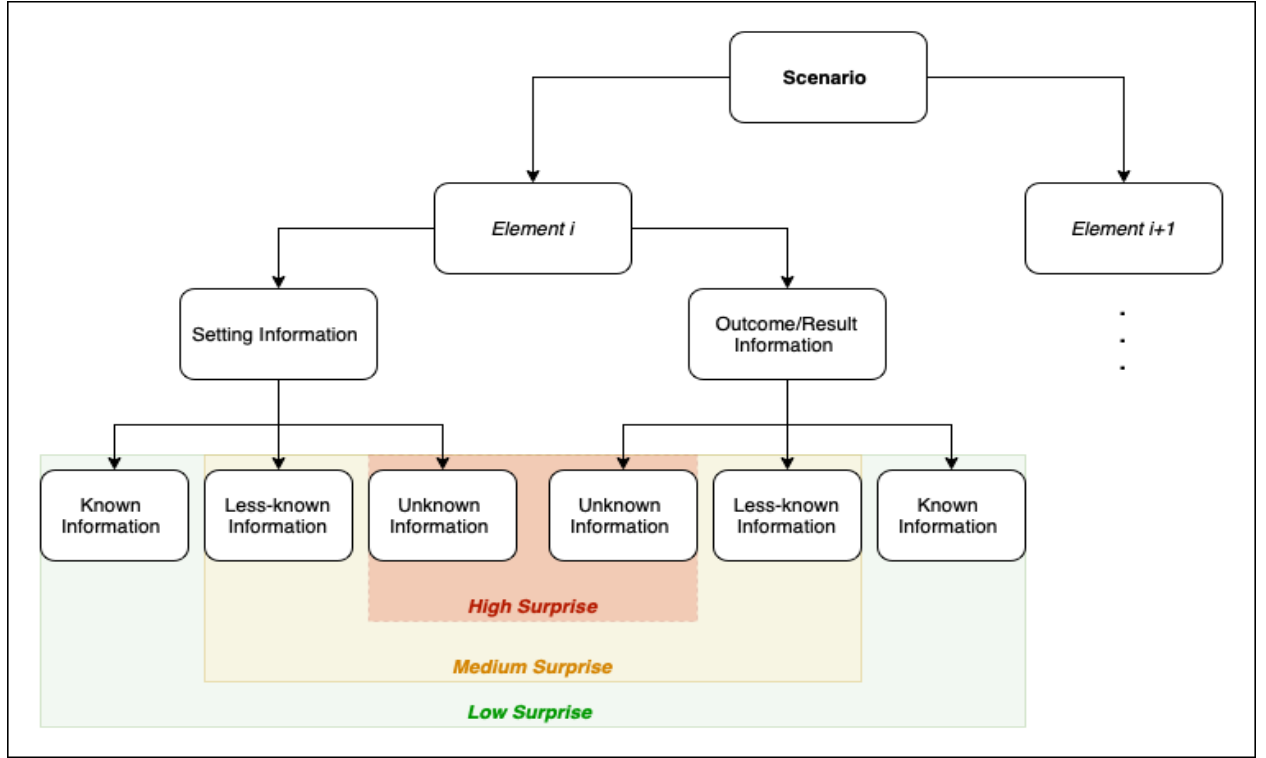 Scenario
Element i
Element i+1
Setting Information
Outcome/Result
Information
Known
Information
Less-known
Information
Unknown
Information
Unknown
Information
Less-known
Information
Known
Information
High Surprise
Medium Surprise
Low Surprise